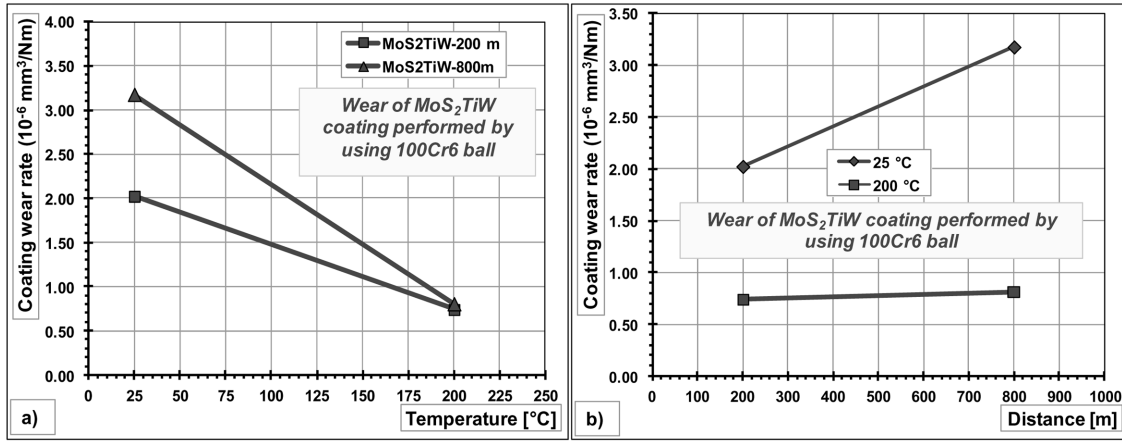 4.00
3.50
3.00
2.50
2.00
1.50
1.00
0.50
0.00
Coating wear rate (10⁻⁶ mm³/Nm)
MoS2TiW-200 m
MoS2TiW-800m
Wear of MoS₂TiW
coating performed by
using 100Cr6 ball
0 25 50 75 100 125 150 175 200 225 250
a)
Temperature [°C]
3.50
3.00
2.50
2.00
1.50
1.00
0.50
0.00
Coating wear rate (10⁻⁶ mm³/Nm)
25 °C
200 °C
Wear of MoS₂TiW coating performed by
using 100Cr6 ball
0 100 200 300 400 500 600 700 800 900 1000
b)
Distance [m]